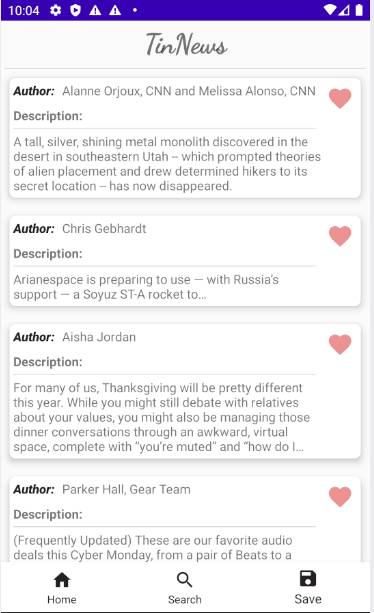 10:04
TinNews
Author: Alanne Orjoux, CNN and Melissa Alonso, CNN
Description:
A tall, silver, shining metal monolith discovered in the
desert in southeastern Utah – which prompted theories
of alien placement and drew determined hikers to its
secret location – has now disappeared.
Author: Chris Gebhardt
Description:
Arianespace is preparing to use — with Russia's
support — a Soyuz ST-A rocket to…
Author: Aisha Jordan
Description:
For many of us, Thanksgiving will be pretty different
this year. While you might still debate with relatives
about your values, you might also be managing those
dinner conversations through an awkward, virtual
space, complete with “you’re muted” and “how do I…
Author: Parker Hall, Gear Team
Description:
(Frequently Updated) These are our favorite audio
deals this Cyber Monday, from a pair of Beats to a
Home
Search
Save